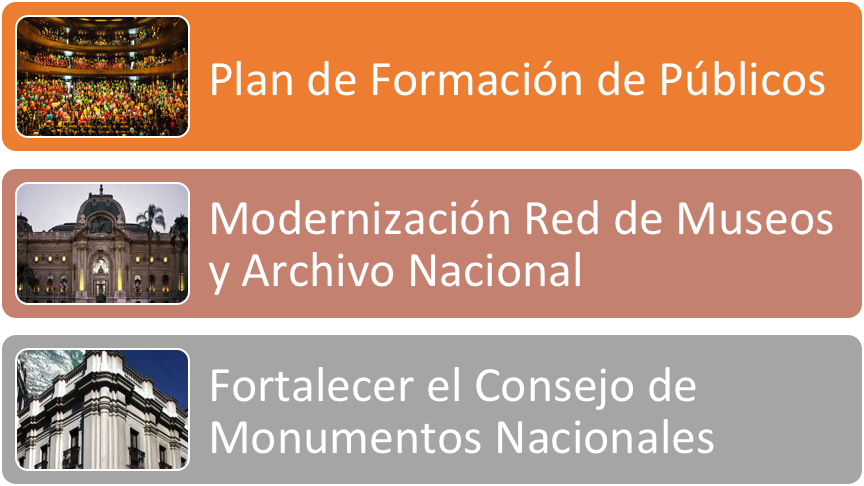 Plan de Formación de Públicos
Modernización Red de Museos
y Archivo Nacional
Fortalecer el Consejo de
Monumentos Nacionales